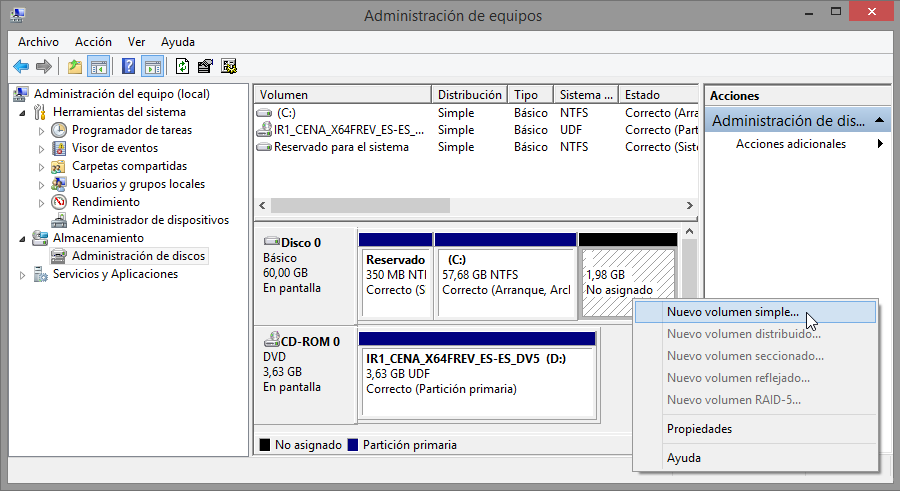 Administración de equipos
Archivo Acción Ver Ayuda
Administración del equipo (local)
Herramientas del sistema
Programador de tareas
Visor de eventos
Carpetas compartidas
Usuarios y grupos locales
Rendimiento
Administrador de dispositivos
Almacenamiento
Administración de discos
Servicios y Aplicaciones
Volumen Distribución Tipo Sistema ... Estado
(C:) Simple Básico NTFS Correcto (Arra
IR1_CENA_X64FREV_ES-ES_... Simple Básico UDF Correcto (Part
Reservado para el sistema Simple Básico NTFS Correcto (Siste
Disco 0
Básico
60,00 GB
En pantalla
Reservado
350 MB NTI
Correcto (S
(C:)
57,68 GB NTFS
Correcto (Arranque, Arcl
1,98 GB
No asignado
CD-ROM 0
DVD
3,63 GB
En pantalla
IR1_CENA_X64FREV_ES-ES_DV5 (D:)
3,63 GB UDF
Correcto (Partición primaria)
No asignado Partición primaria
Acciones
Administración de dis...
Acciones adicionales
Nuevo volumen simple...
Nuevo volumen distribuido...
Nuevo volumen seccionado...
Nuevo volumen reflejado...
Nuevo volumen RAID-5...
Propiedades
Ayuda